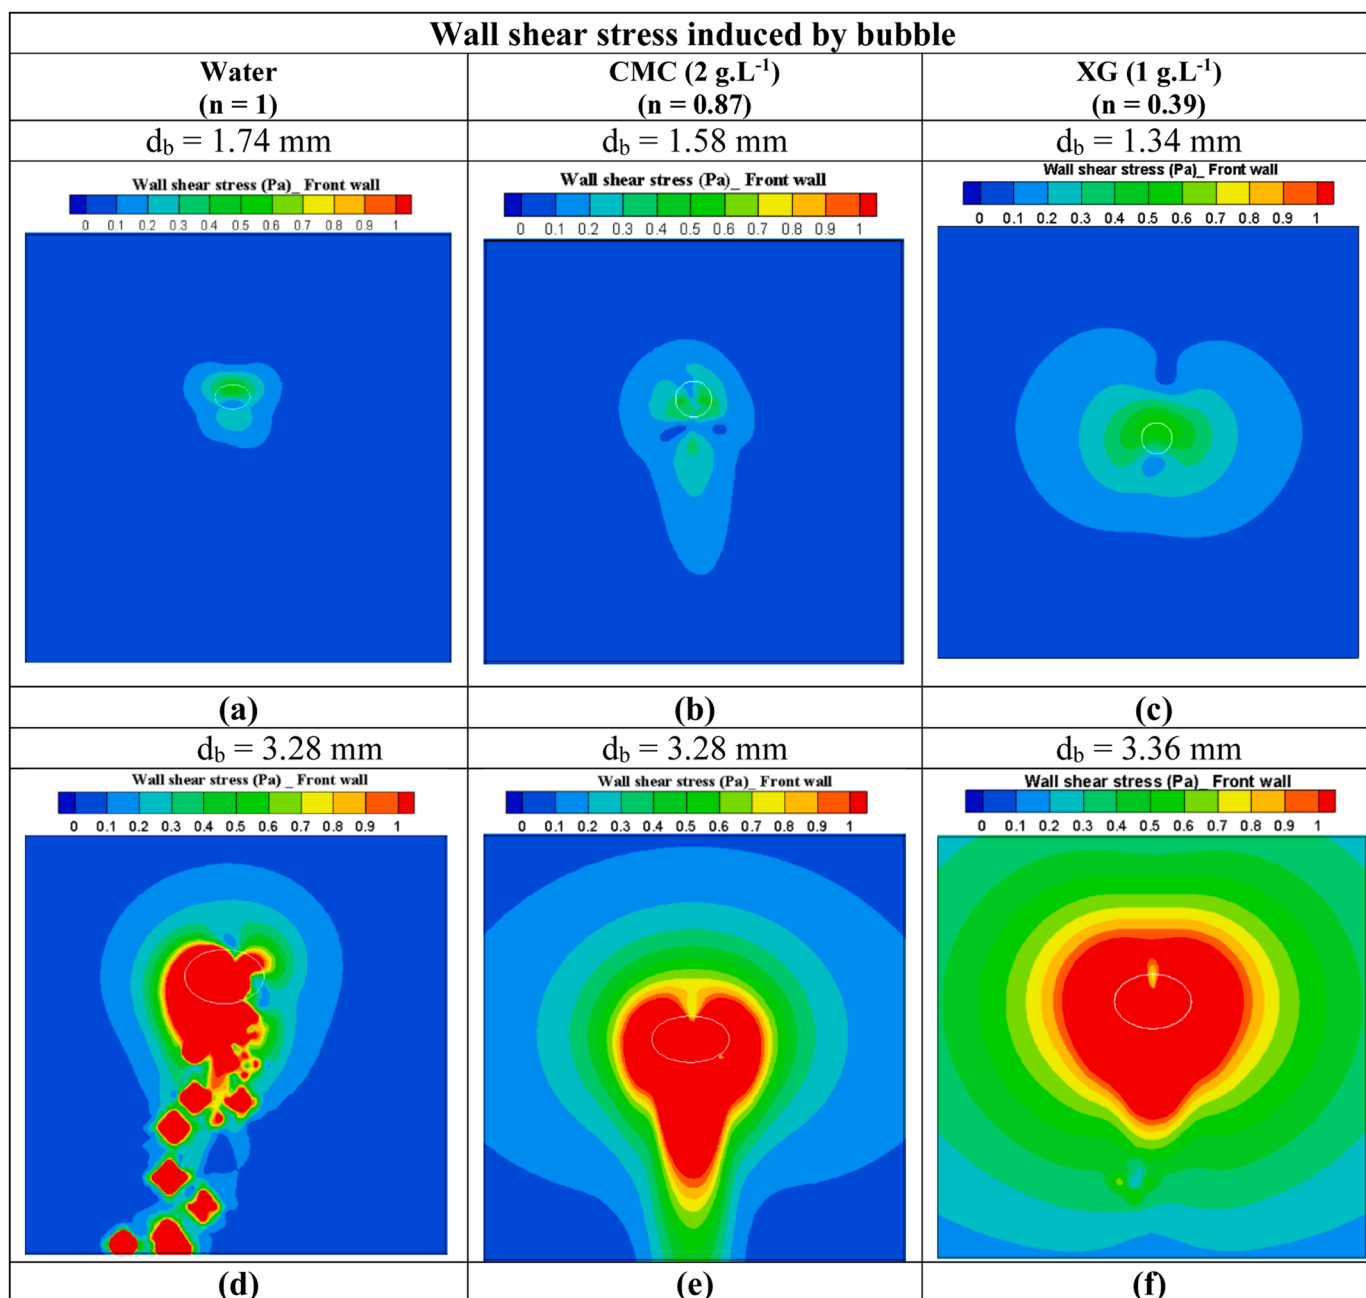 Wall shear stress induced by bubble
Water
(n = 1)
CMC (2 g.L⁻¹)
(n = 0.87)
XG (1 g.L⁻¹)
(n = 0.39)
d_b = 1.74 mm
d_b = 1.58 mm
d_b = 1.34 mm
Wall shear stress (Pa)_ Front wall
0 0.1 0.2 0.3 0.4 0.5 0.6 0.7 0.8 0.9 1
Wall shear stress (Pa)_ Front wall
0 0.1 0.2 0.3 0.4 0.5 0.6 0.7 0.8 0.9 1
Wall shear stress (Pa)_ Front wall
0 0.1 0.2 0.3 0.4 0.5 0.6 0.7 0.8 0.9 1
(a)
(b)
(c)
d_b = 3.28 mm
d_b = 3.28 mm
d_b = 3.36 mm
Wall shear stress (Pa) _ Front wall
0 0.1 0.2 0.3 0.4 0.5 0.6 0.7 0.8 0.9 1
Wall shear stress (Pa)_ Front wall
0 0.1 0.2 0.3 0.4 0.5 0.6 0.7 0.8 0.9 1
Wall shear stress (Pa)_ Front wall
0 0.1 0.2 0.3 0.4 0.5 0.6 0.7 0.8 0.9 1
(d)
(e)
(f)